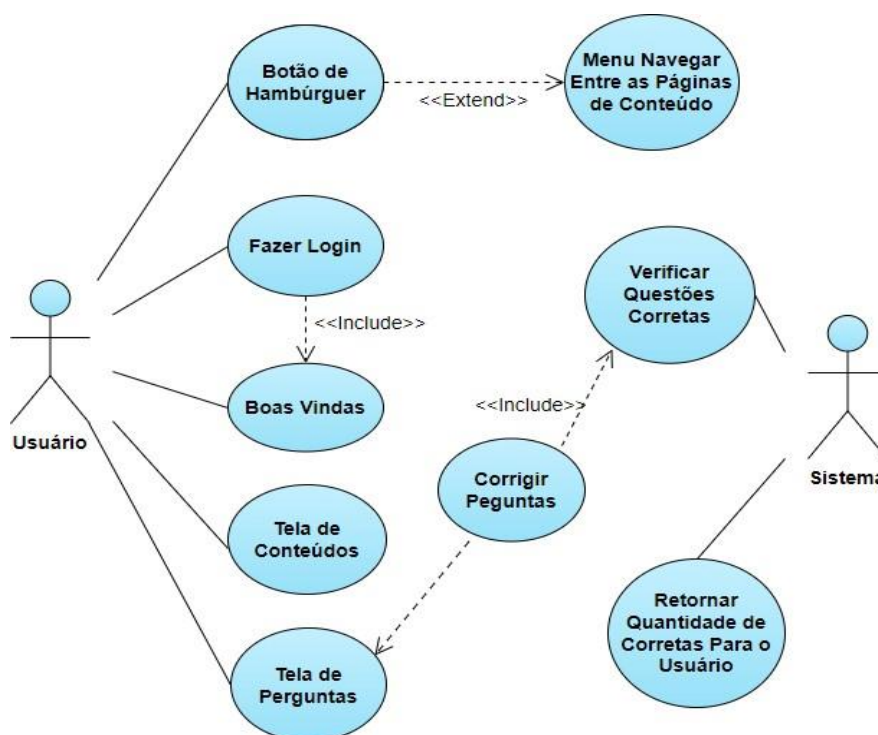 Botão de
Hambúrguer
<<Extend>>
Menu Navegar
Entre as Páginas
de Conteúdo
Fazer Login
<<Include>>
Boas Vindas
Usuário
Tela de
Conteúdos
Tela de
Perguntas
Corrigir
Peguntas
<<Include>>
Verificar
Questões
Corretas
Sistema
Retornar
Quantidade de
Corretas Para o
Usuário